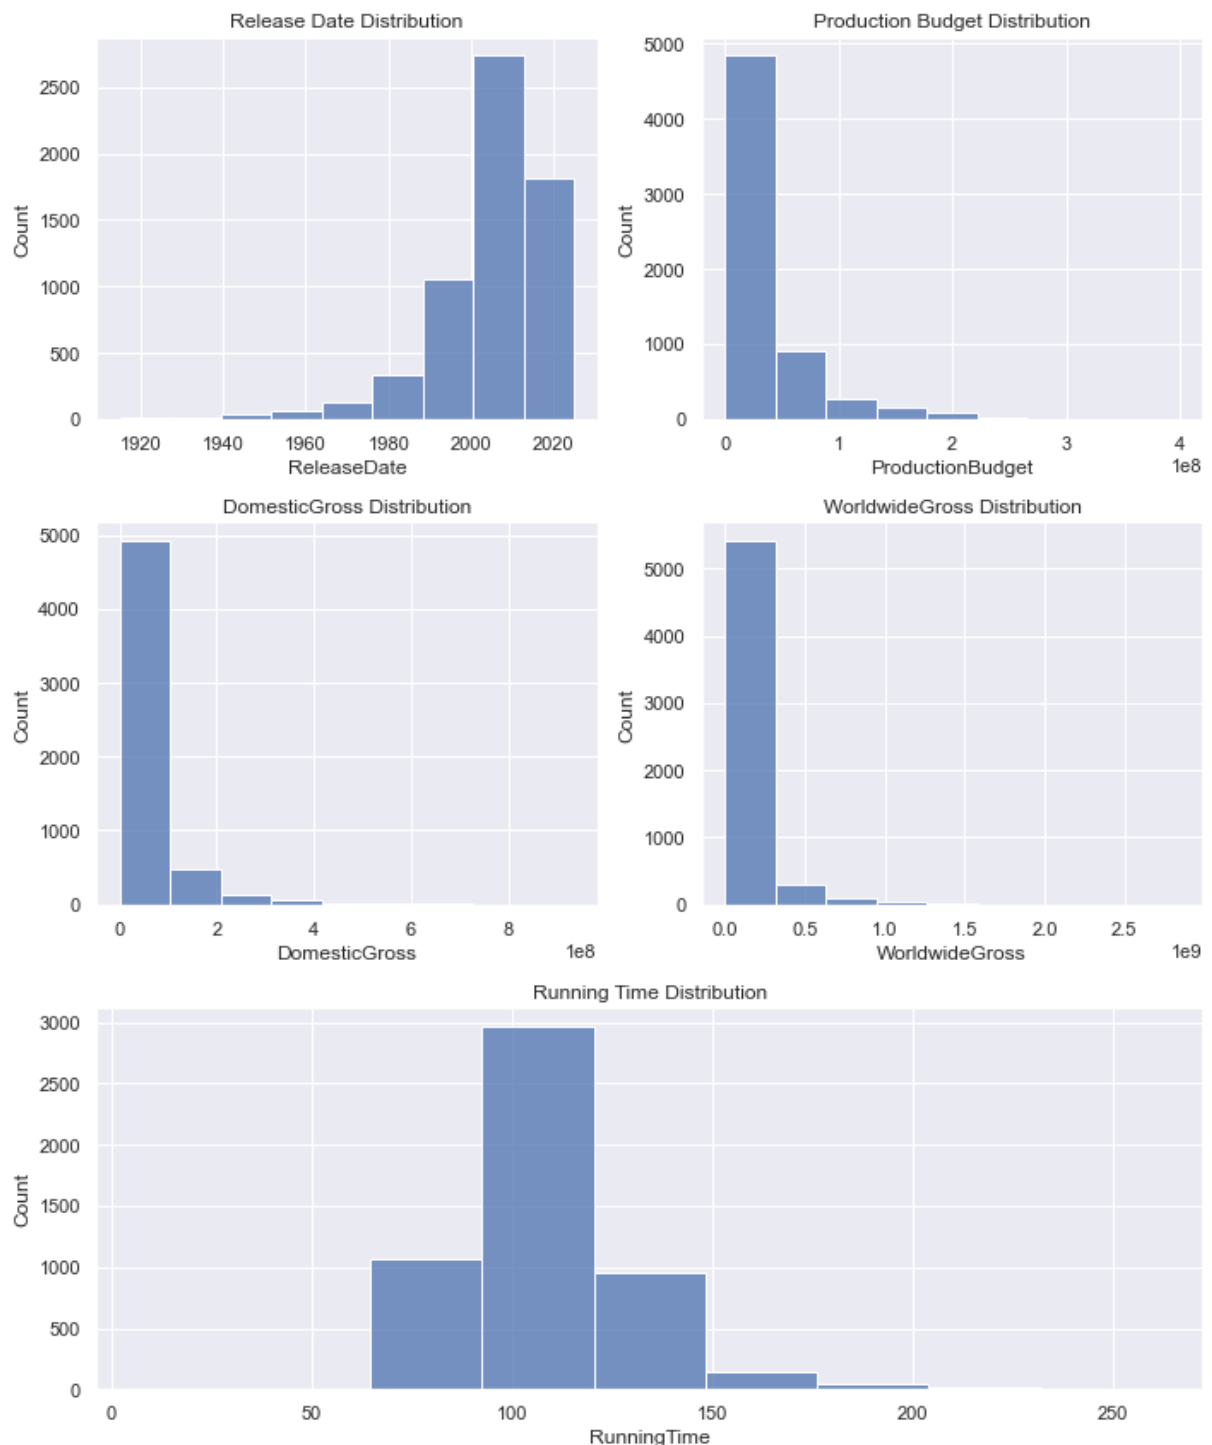 Release Date Distribution
2500
2000
1500
1000
500
0
Count
1920 1940 1960 1980 2000 2020
ReleaseDate
Production Budget Distribution
5000
4000
3000
2000
1000
0
Count
0 1 2 3 4
1e8
ProductionBudget
DomesticGross Distribution
5000
4000
3000
2000
1000
0
Count
0 2 4 6 8
1e8
DomesticGross
WorldwideGross Distribution
5000
4000
3000
2000
1000
0
Count
0.0 0.5 1.0 1.5 2.0 2.5
1e9
WorldwideGross
Running Time Distribution
3000
2500
2000
1500
1000
500
0
Count
0 50 100 150 200 250
RunningTime